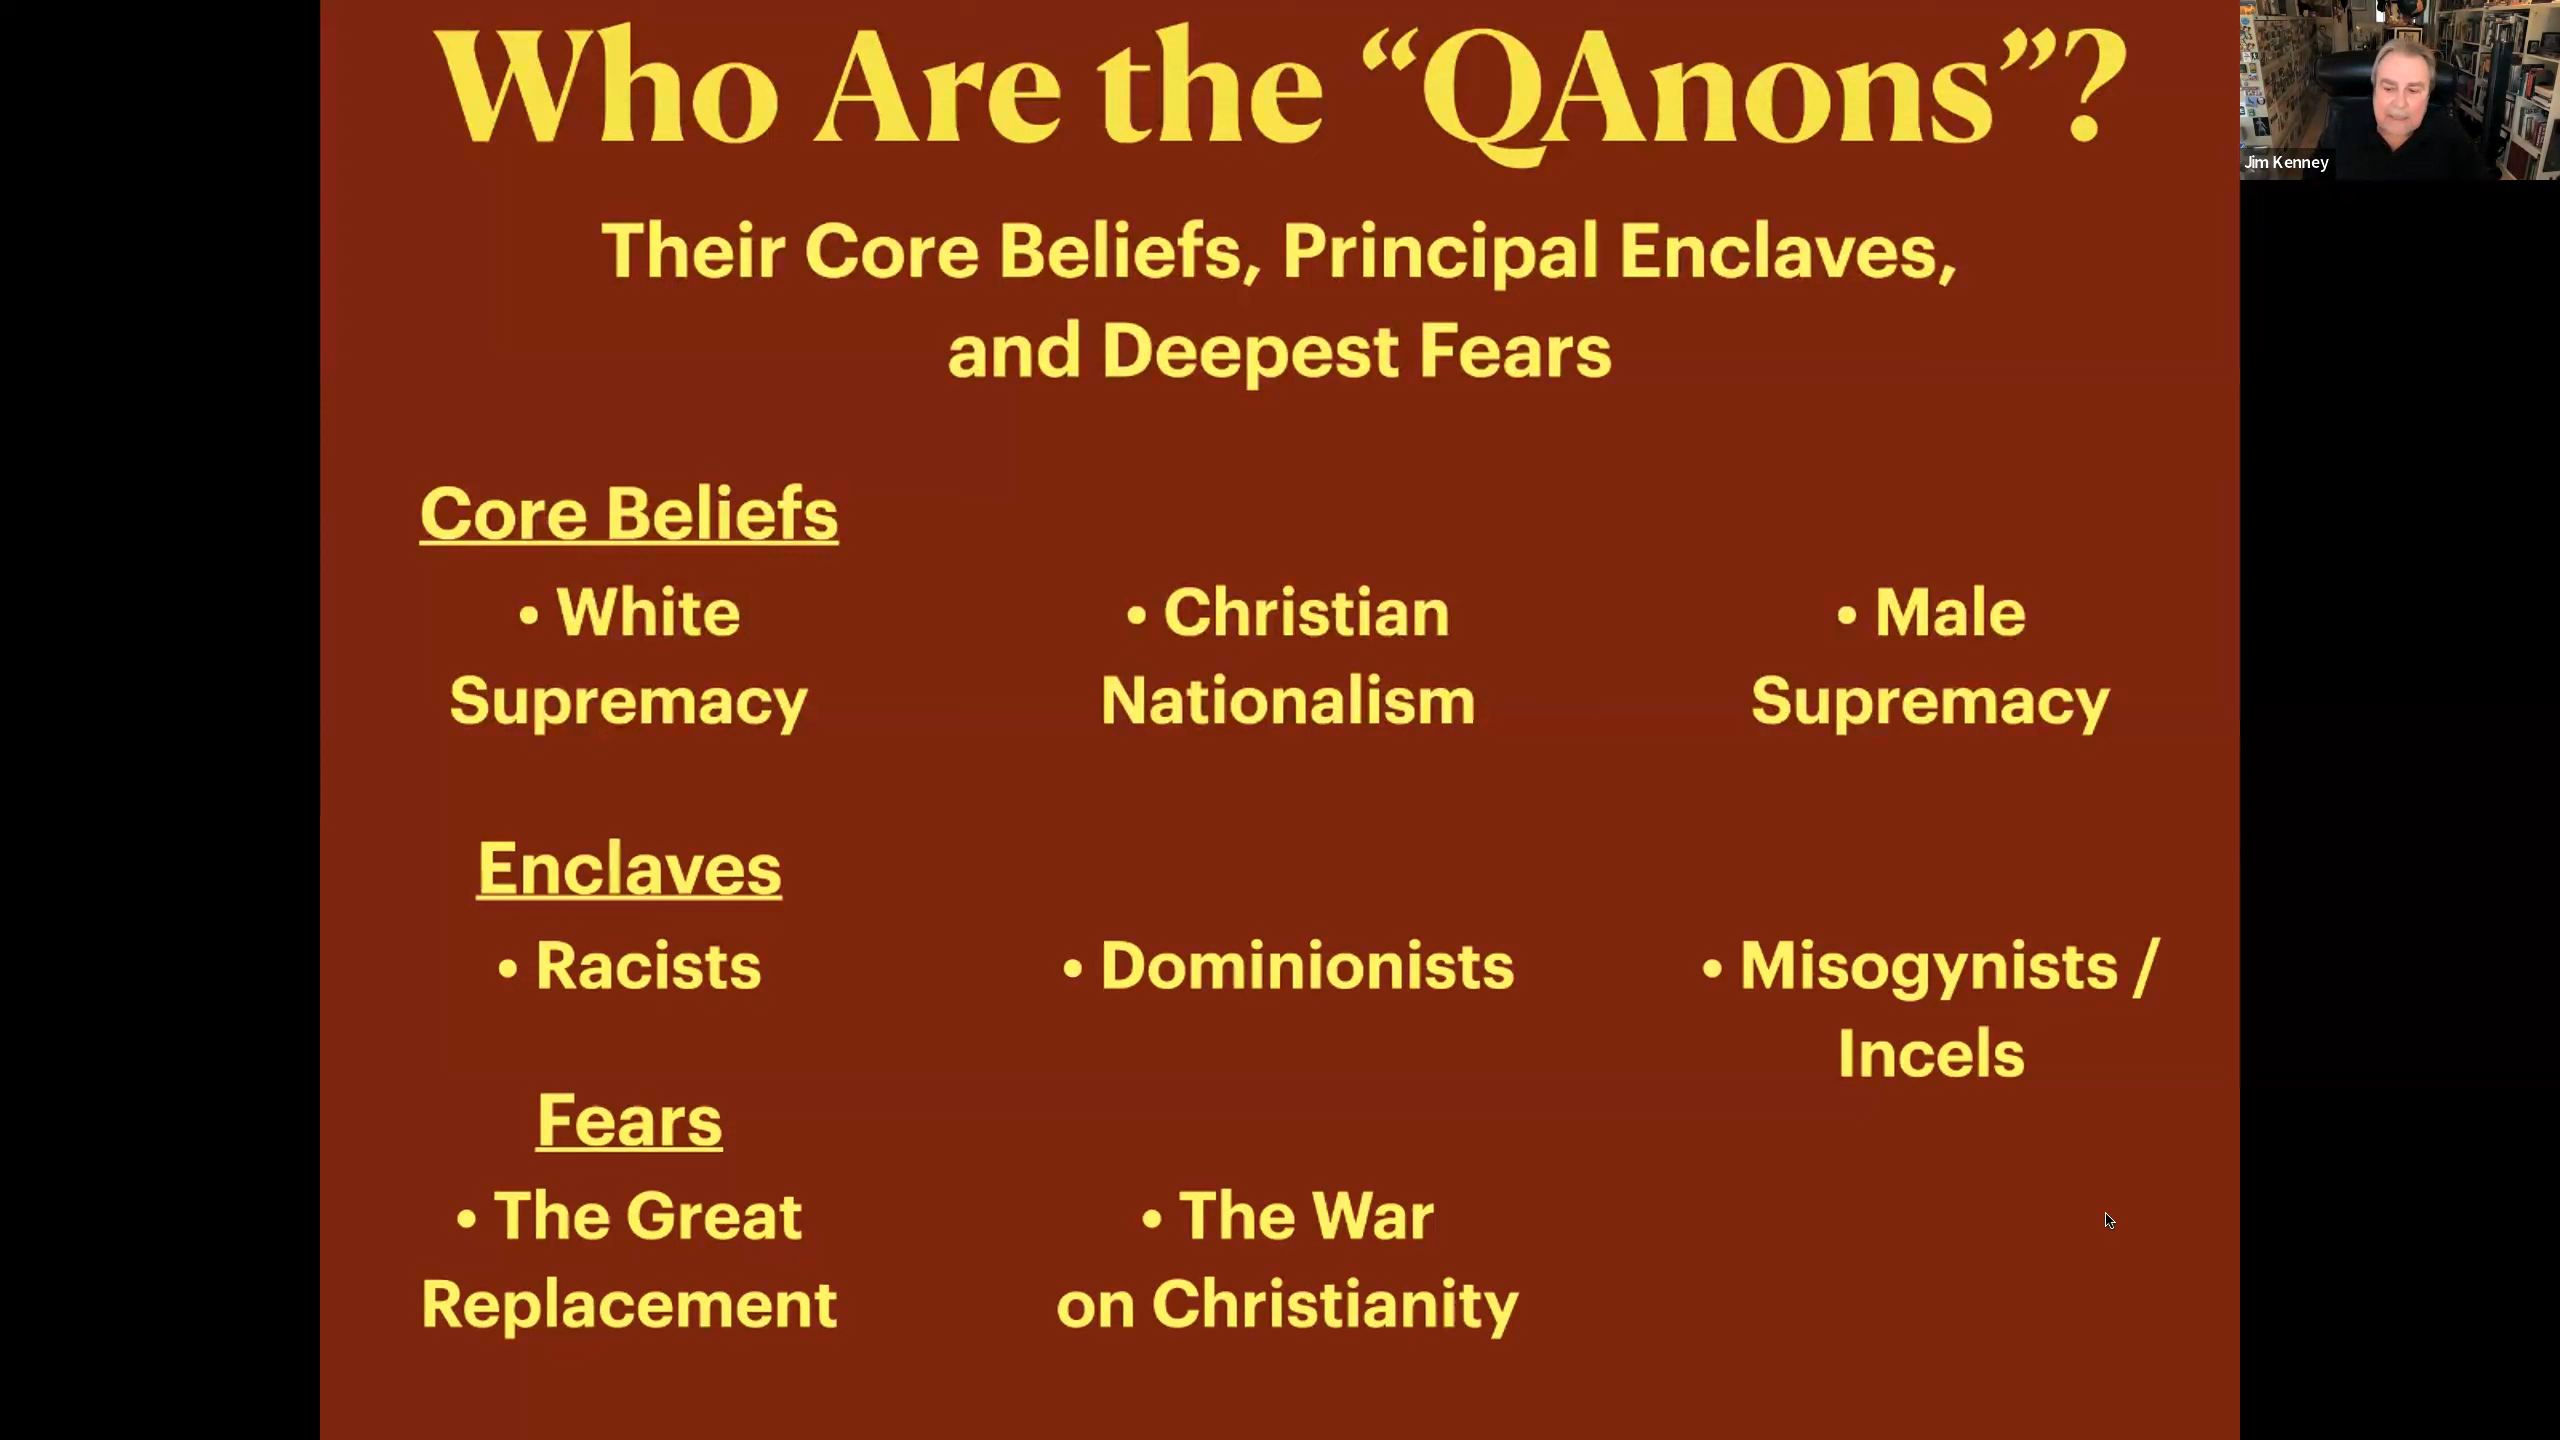 Who Are the “QAnons”?
Jim Kenney
Their Core Beliefs, Principal Enclaves,
and Deepest Fears
Core Beliefs
• White
Supremacy
• Christian
Nationalism
• Male
Supremacy
Enclaves
• Racists
• Dominionists
• Misogynists /
Incels
Fears
• The Great
Replacement
• The War
on Christianity